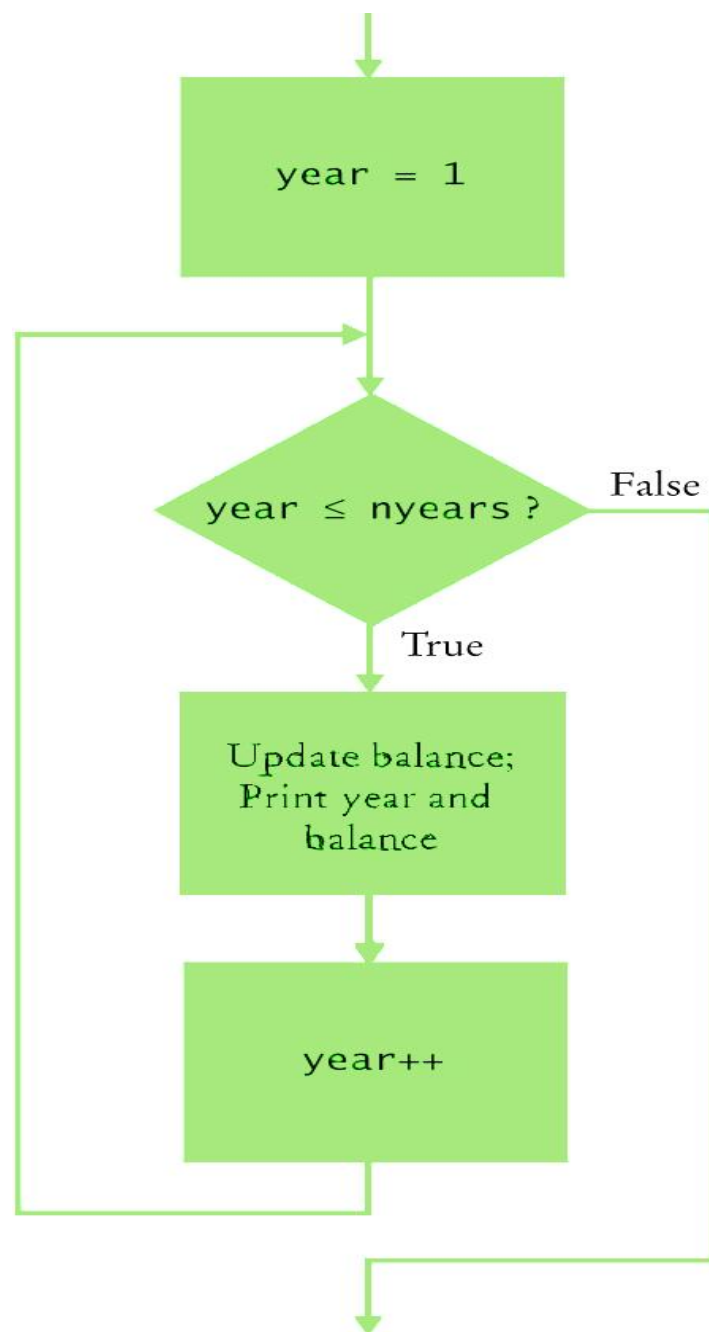 year = 1
year ≤ nyears ?
False
True
Update balance;
Print year and
balance
year++